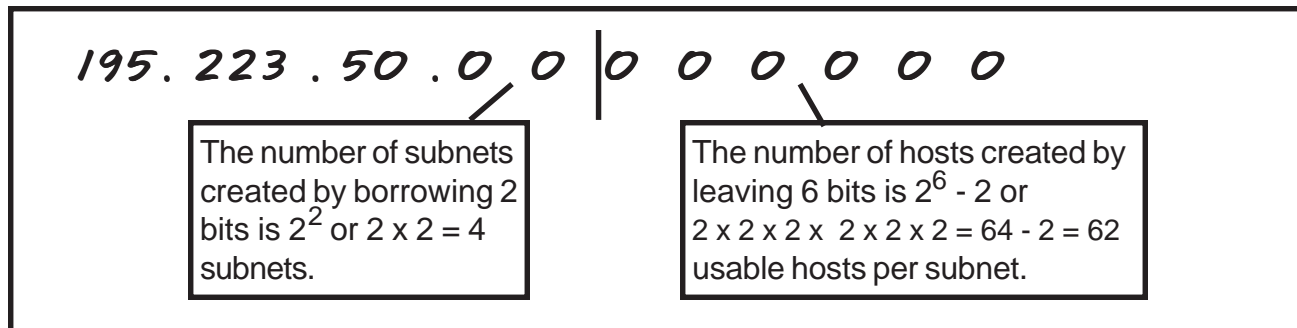 195. 223 . 50 . 0 0 0 0 0 0 0 0
The number of subnets
created by borrowing 2
bits is 2² or 2 x 2 = 4
subnets.
The number of hosts created by
leaving 6 bits is 2⁶ - 2 or
2 x 2 x 2 x 2 x 2 x 2 = 64 - 2 = 62
usable hosts per subnet.